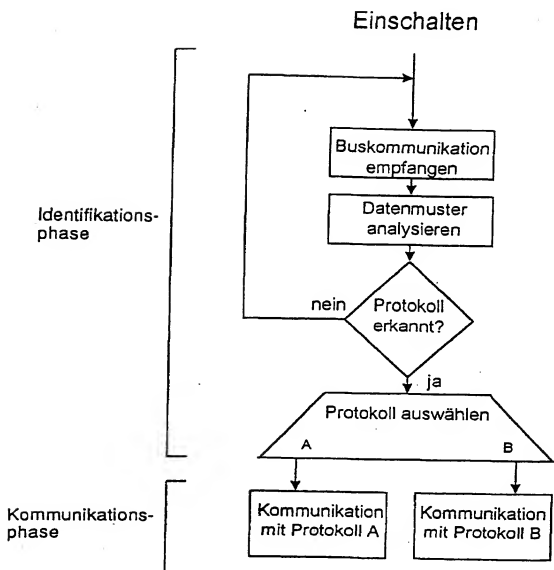 Einschalten
Buskommunikation
empfangen
Datenmuster
analysieren
Identifikations-
phase
nein
Protokoll
erkannt?
ja
Protokoll auswählen
A
B
Kommunikations-
phase
Kommunikation
mit Protokoll A
Kommunikation
mit Protokoll B